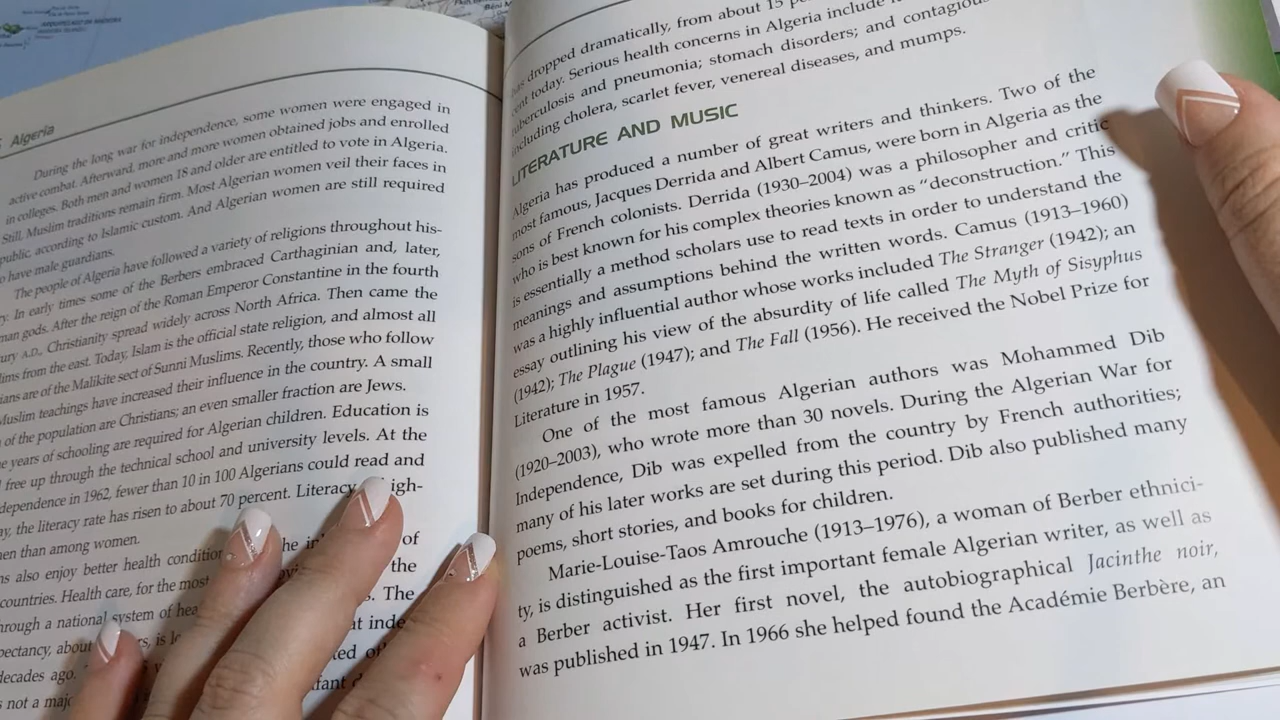 Algeria
During the long war for independence, some women were engaged in
active combat. Afterward, more and more women obtained jobs and enrolled
in colleges. Both men and women 18 and older are entitled to vote in Algeria.
Still, Muslim traditions remain firm. Most Algerian women veil their faces in
public, according to Islamic custom. And Algerian women are still required
to have male guardians.
The people of Algeria have followed a variety of religions throughout his-
In early times some of the Berbers embraced Carthaginian and, later,
gods. After the reign of the Roman Emperor Constantine in the fourth
A.D., Christianity spread widely across North Africa. Then came the
from the east. Today, Islam is the official state religion, and almost all
are of the Malikite sect of Sunni Muslims. Recently, those who follow
Muslim teachings have increased their influence in the country. A small
of the population are Christians; an even smaller fraction are Jews.
years of schooling are required for Algerian children. Education is
free up through the technical school and university levels. At the
in 1962, fewer than 10 in 100 Algerians could read and
the literacy rate has risen to about 70 percent. Literacy
than among women.
also enjoy better health of
countries. Health care, for the most the
through a national system of The
about
decades ago,
not a
has dropped dramatically, from about 15
today. Serious health concerns in Algeria include
tuberculosis and pneumonia; stomach disorders; and contagious
including cholera, scarlet fever, venereal diseases, and mumps.
LITERATURE AND MUSIC
Algeria has produced a number of great writers and thinkers. Two of the
most famous, Jacques Derrida and Albert Camus, were born in Algeria as the
sons of French colonists. Derrida (1930–2004) was a philosopher and critic
who is best known for his complex theories known as “deconstruction.” This
is essentially a method scholars use to read texts in order to understand the
meanings and assumptions behind the written words. Camus (1913–1960)
was a highly influential author whose works included The Stranger (1942); an
essay outlining his view of the absurdity of life called The Myth of Sisyphus
(1942); The Plague (1947); and The Fall (1956). He received the Nobel Prize for
Literature in 1957.
One of the most famous Algerian authors was Mohammed Dib
(1920–2003), who wrote more than 30 novels. During the Algerian War for
Independence, Dib was expelled from the country by French authorities;
many of his later works are set during this period. Dib also published many
poems, short stories, and books for children.
Marie-Louise-Taos Amrouche (1913–1976), a woman of Berber ethnici-
ty, is distinguished as the first important female Algerian writer, as well as
a Berber activist. Her first novel, the autobiographical Jacinthe noir,
was published in 1947. In 1966 she helped found the Académie Berbère, an